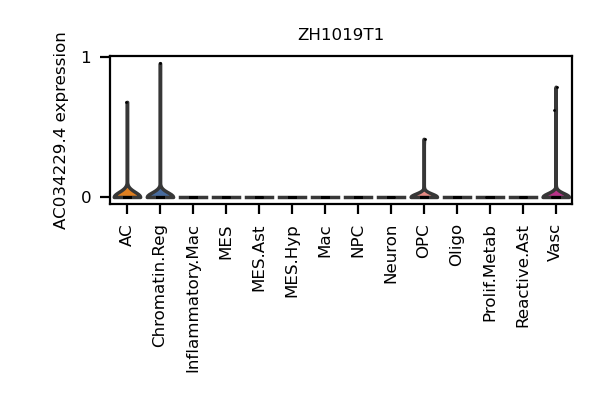 ZH1019T1
AC034229.4 expression
1
0
AC
Chromatin.Reg
Inflammatory.Mac
MES
MES.Ast
MES.Hyp
Mac
NPC
Neuron
OPC
Oligo
Prolif.Metab
Reactive.Ast
Vasc